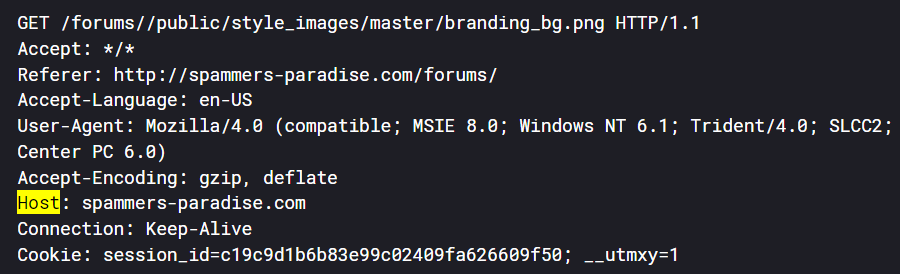 GET /forums//public/style_images/master/branding_bg.png HTTP/1.1
Accept: */*
Referer: http://spammers-paradise.com/forums/
Accept-Language: en-US
User-Agent: Mozilla/4.0 (compatible; MSIE 8.0; Windows NT 6.1; Trident/4.0; SLCC2;
Center PC 6.0)
Accept-Encoding: gzip, deflate
Host: spammers-paradise.com
Connection: Keep-Alive
Cookie: session_id=c19c9d1b6b83e99c02409fa626609f50; __utmxy=1